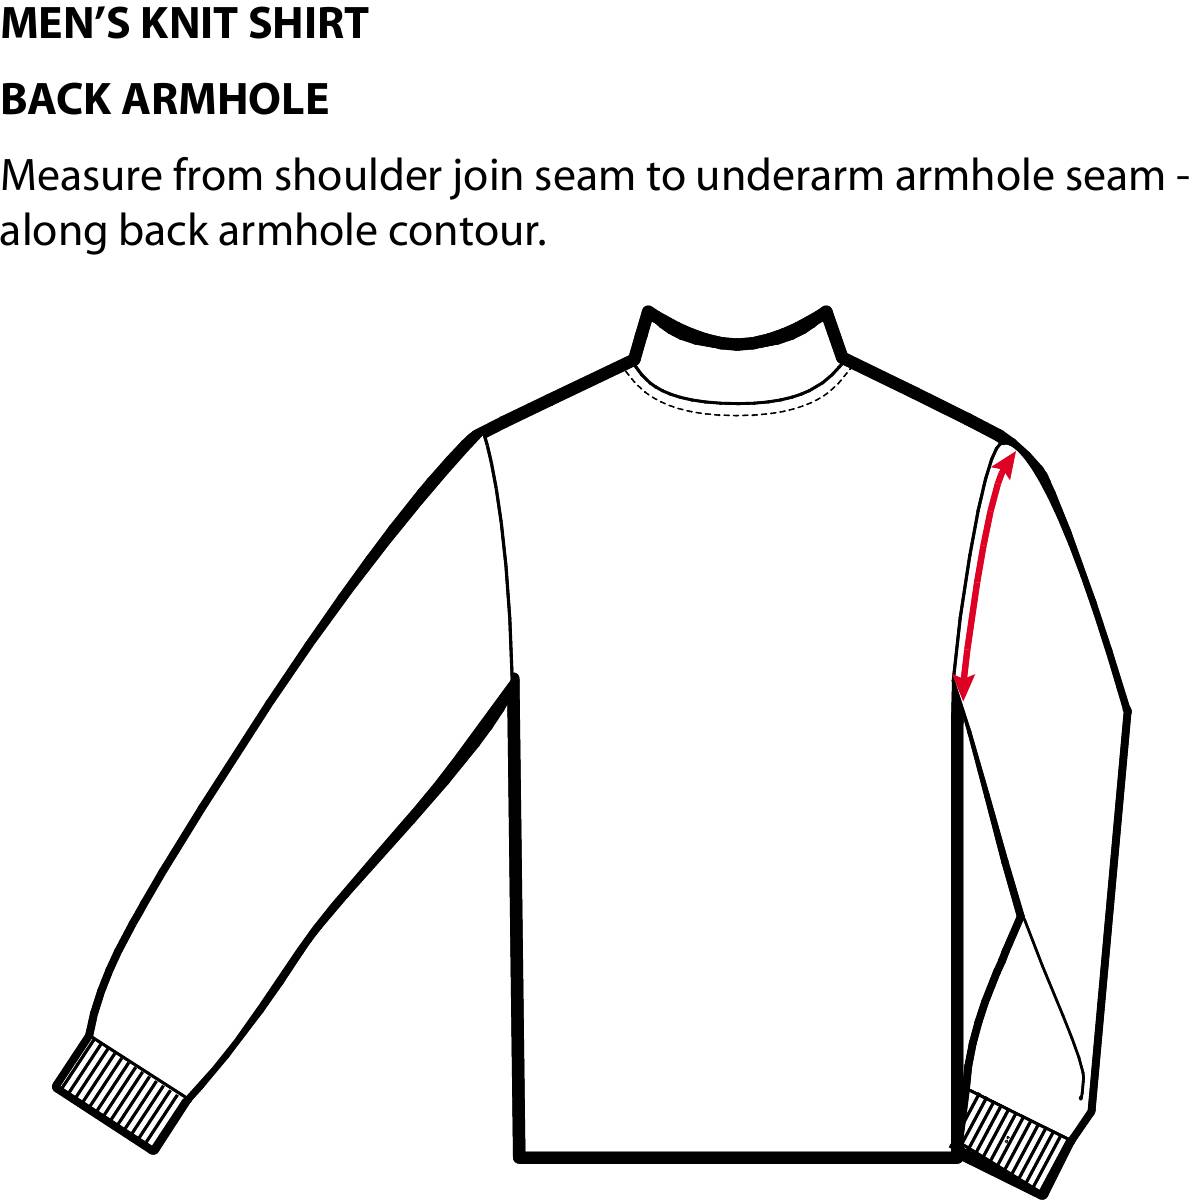 MEN’S KNIT SHIRT
BACK ARMHOLE
Measure from shoulder join seam to underarm armhole seam -
along back armhole contour.